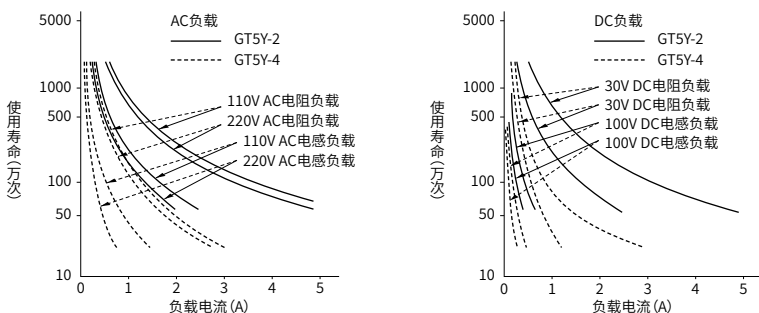 AC负载
GT5Y-2
GT5Y-4
5000
1000
500
100
50
10
使用寿命(万次)
110V AC电阻负载
220V AC电阻负载
110V AC电感负载
220V AC电感负载
0 1 2 3 4 5
负载电流(A)
DC负载
GT5Y-2
GT5Y-4
5000
1000
500
100
50
10
使用寿命(万次)
30V DC电阻负载
30V DC电阻负载
100V DC电感负载
100V DC电感负载
0 1 2 3 4 5
负载电流(A)